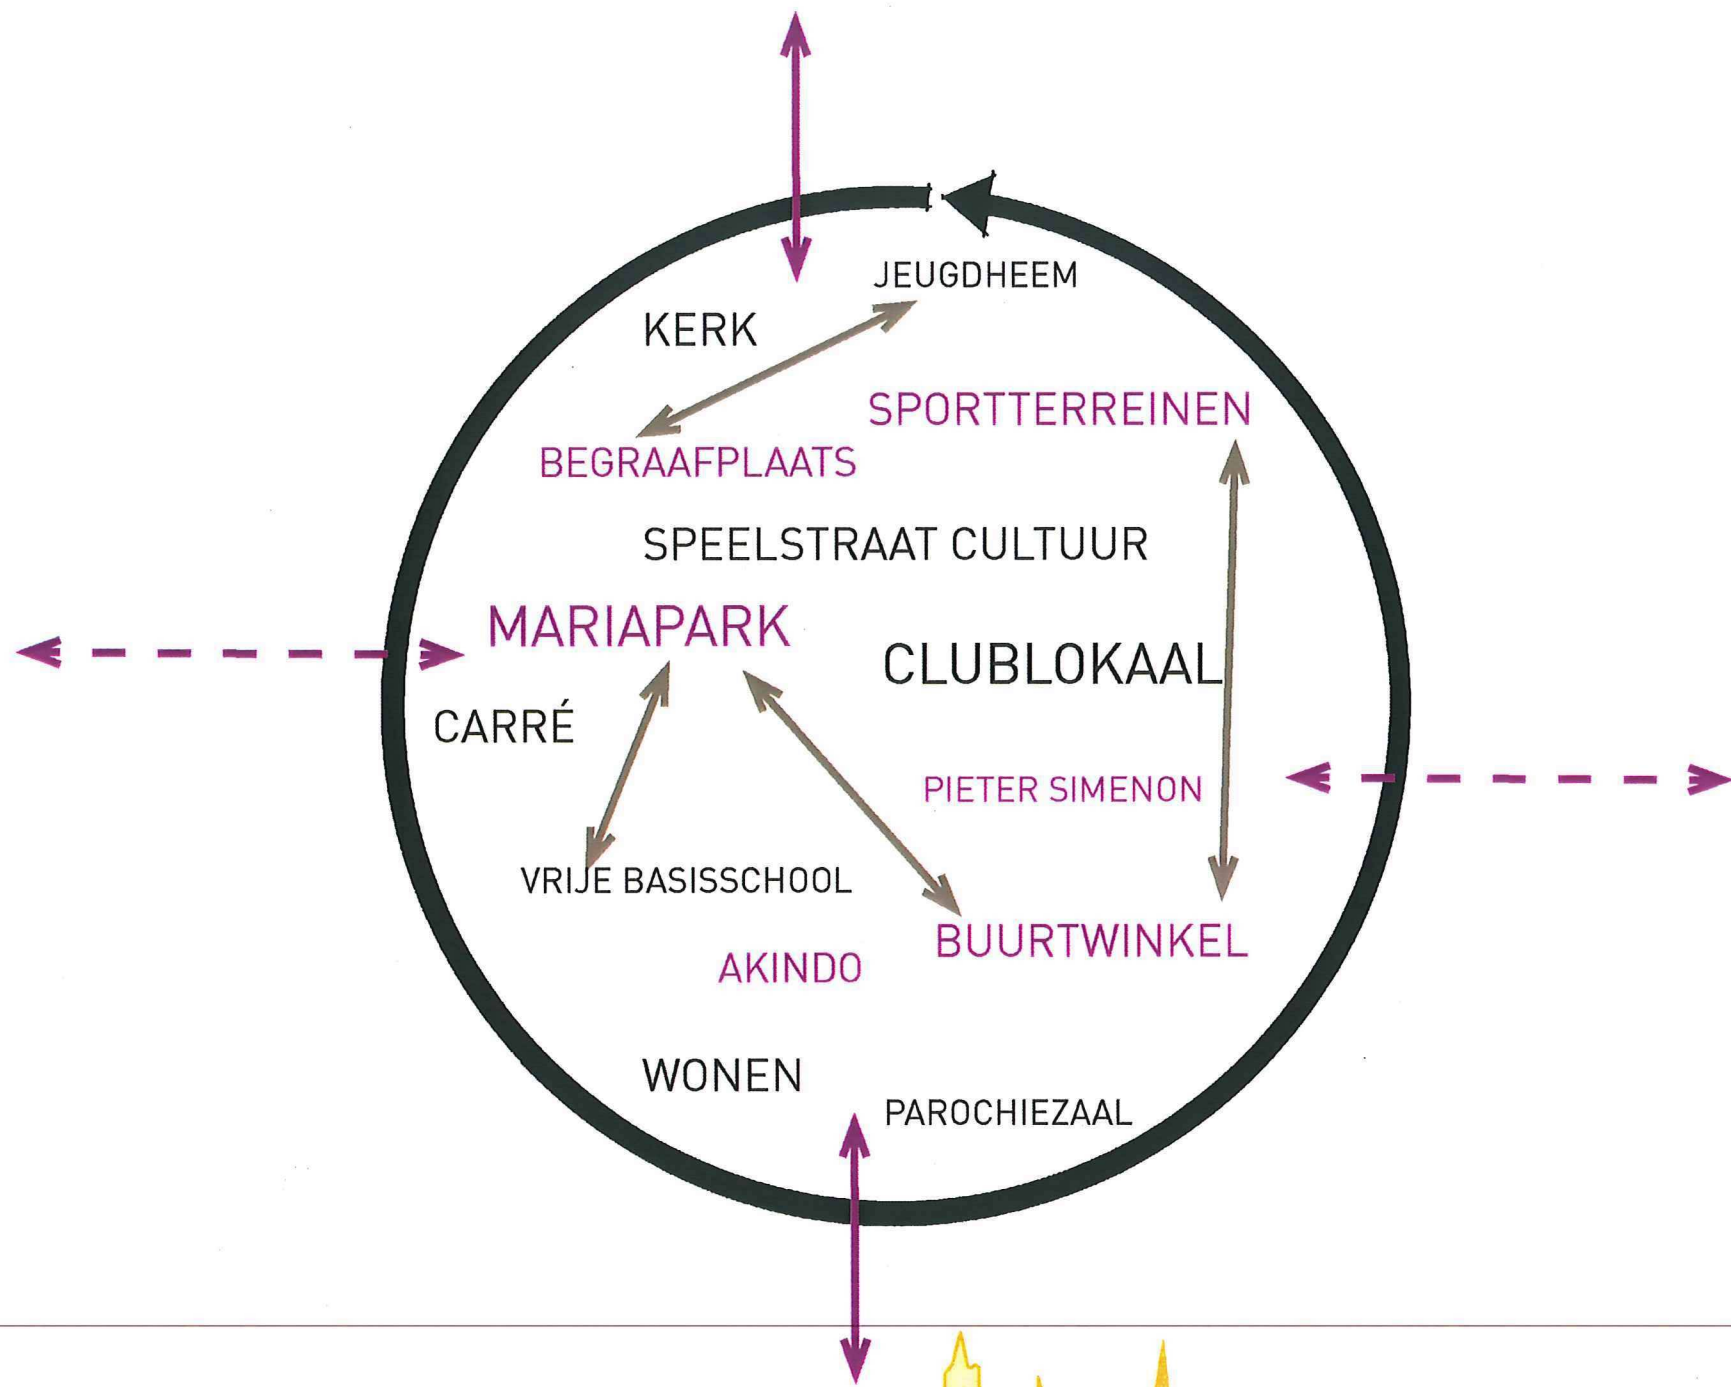 JEUGDHEEM
KERK
SPORTTERREINEN
BEGRAAFPLAATS
SPEELSTRAAT CULTUUR
MARIAPARK
CLUBLOKAAL
CARRÉ
PIETER SIMENON
VRIJE BASISSCHOOL
BUURTWINKEL
AKINDO
WONEN
PAROCHIEZAAL